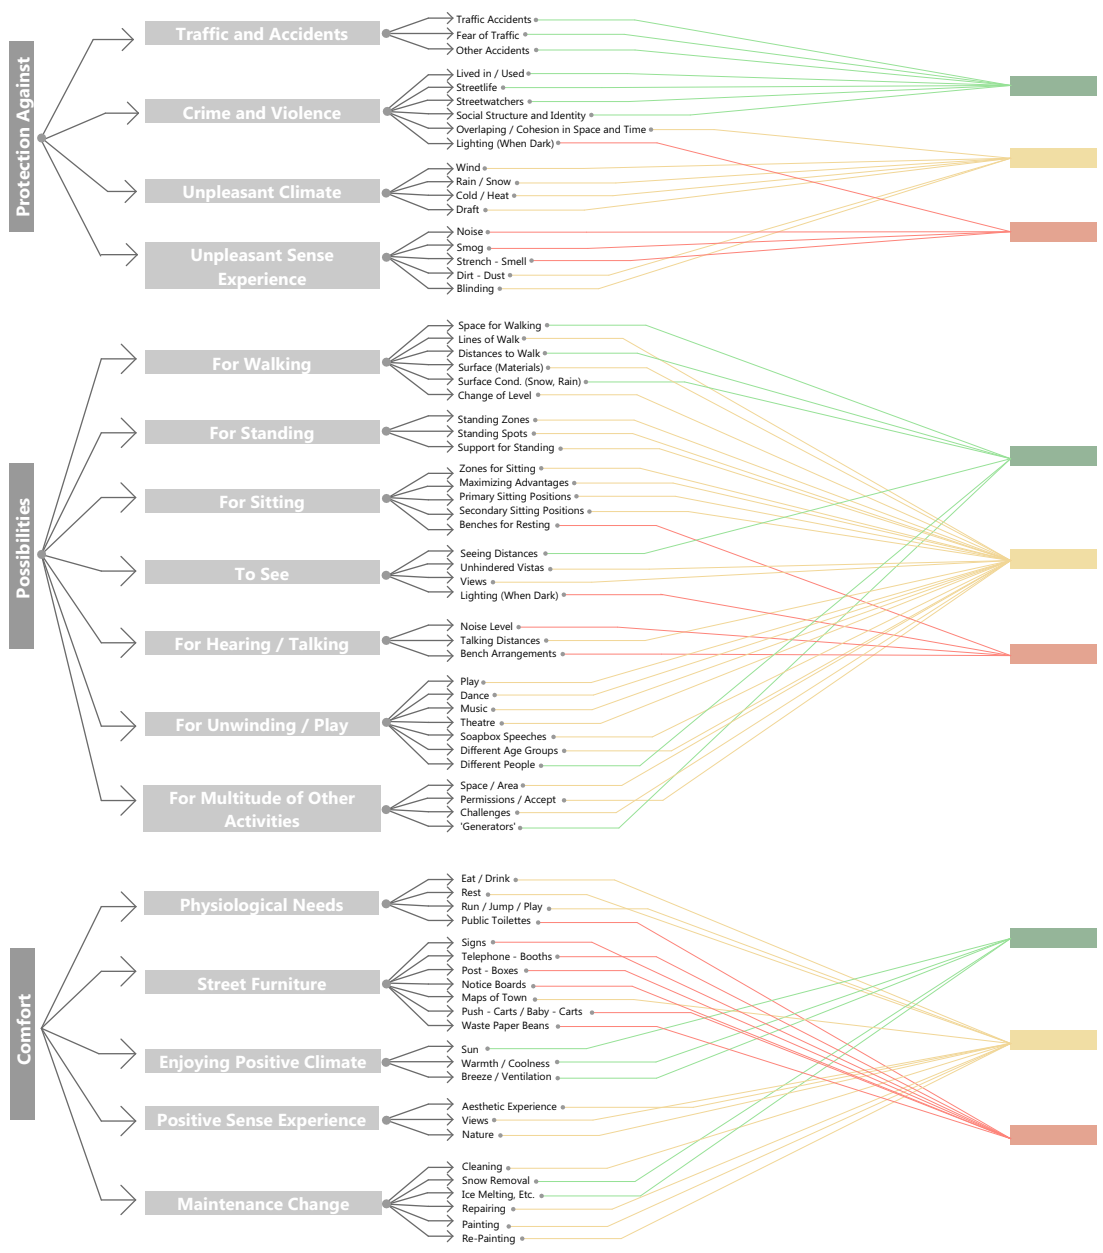 Protection Against
Traffic and Accidents
Traffic Accidents
Fear of Traffic
Other Accidents
Crime and Violence
Lived in / Used
Streetlife
Streetwatchers
Social Structure and Identity
Overlaping / Cohesion in Space and Time
Lighting (When Dark)
Unpleasant Climate
Wind
Rain / Snow
Cold / Heat
Draft
Unpleasant Sense
Experience
Noise
Smog
Strench - Smell
Dirt - Dust
Blinding
Possibilities
For Walking
Space for Walking
Lines of Walk
Distances to Walk
Surface (Materials)
Surface Cond. (Snow, Rain)
Change of Level
For Standing
Standing Zones
Standing Spots
Support for Standing
For Sitting
Zones for Sitting
Maximizing Advantages
Primary Sitting Positions
Secondary Sitting Positions
Benches for Resting
To See
Seeing Distances
Unhindered Vistas
Views
Lighting (When Dark)
For Hearing / Talking
Noise Level
Talking Distances
Bench Arrangements
For Unwinding / Play
Play
Dance
Music
Theatre
Soapbox Speeches
Different Age Groups
Different People
For Multitude of Other
Activities
Space / Area
Permissions / Accept
Challenges
'Generators'
Comfort
Physiological Needs
Eat / Drink
Rest
Run / Jump / Play
Public Toilettes
Street Furniture
Signs
Telephone - Booths
Post - Boxes
Notice Boards
Maps of Town
Push - Carts / Baby - Carts
Waste Paper Beans
Enjoying Positive Climate
Sun
Warmth / Coolness
Breeze / Ventilation
Positive Sense Experience
Aesthetic Experience
Views
Nature
Maintenance Change
Cleaning
Snow Removal
Ice Melting, Etc.
Repairing
Painting
Re-Painting